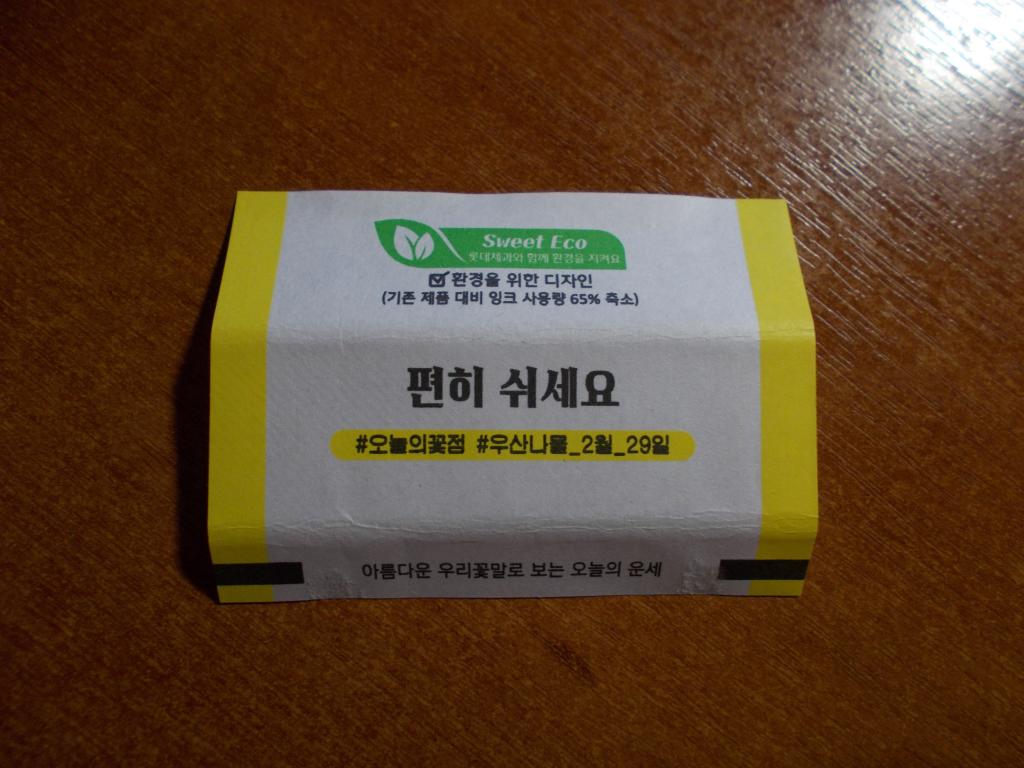 Sweet Eco
롯데제과와 함께 환경을 지켜요
환경을 위한 디자인
(기존 제품 대비 잉크 사용량 65% 축소)
편히 쉬세요
#오늘의꽃점 #우산나물_2월_29일
아름다운 우리꽃말로 보는 오늘의 운세